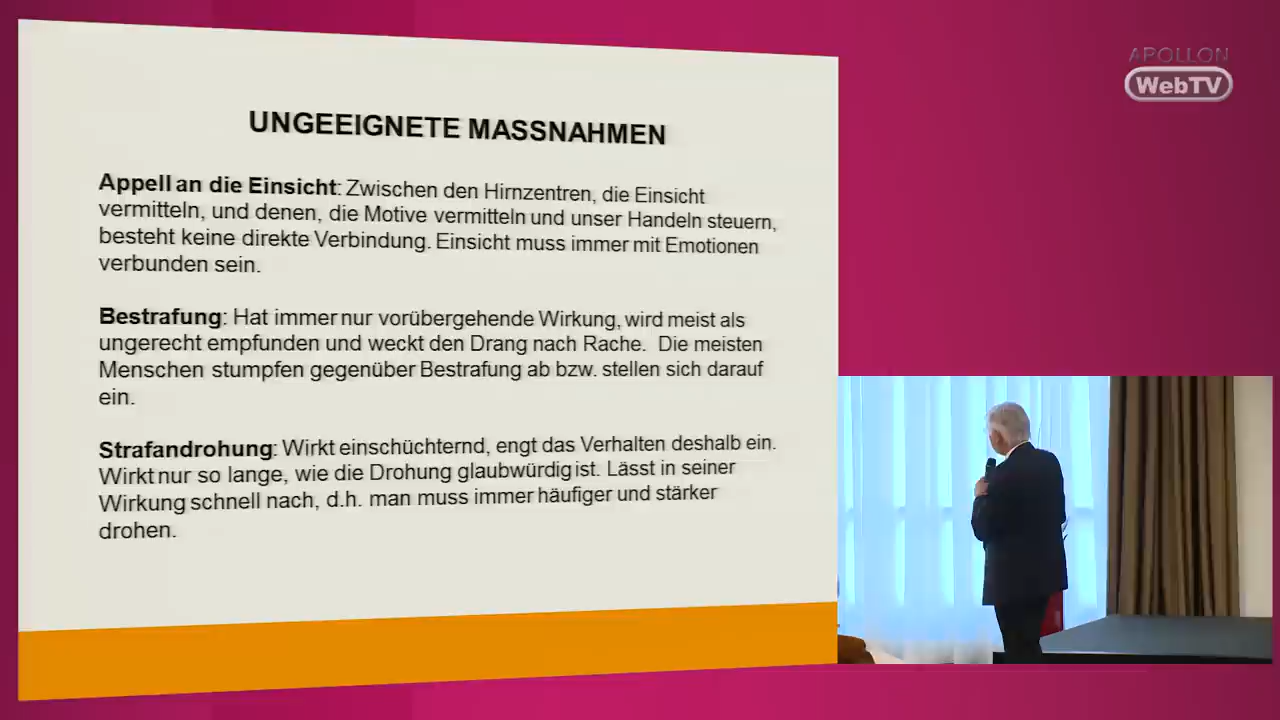 APOLLON
WebTV
UNGEEIGNETE MASSNAHMEN
Appell an die Einsicht: Zwischen den Hirnzentren, die Einsicht
vermitteln, und denen, die Motive vermitteln und unser Handeln steuern,
besteht keine direkte Verbindung. Einsicht muss immer mit Emotionen
verbunden sein.
Bestrafung: Hat immer nur vorübergehende Wirkung, wird meist als
ungerecht empfunden und weckt den Drang nach Rache. Die meisten
Menschen stumpfen gegenüber Bestrafung ab bzw. stellen sich darauf
ein.
Strafandrohung: Wirkt einschüchternd, engt das Verhalten deshalb ein.
Wirkt nur so lange, wie die Drohung glaubwürdig ist. Lässt in seiner
Wirkung schnell nach, d.h. man muss immer häufiger und stärker
drohen.